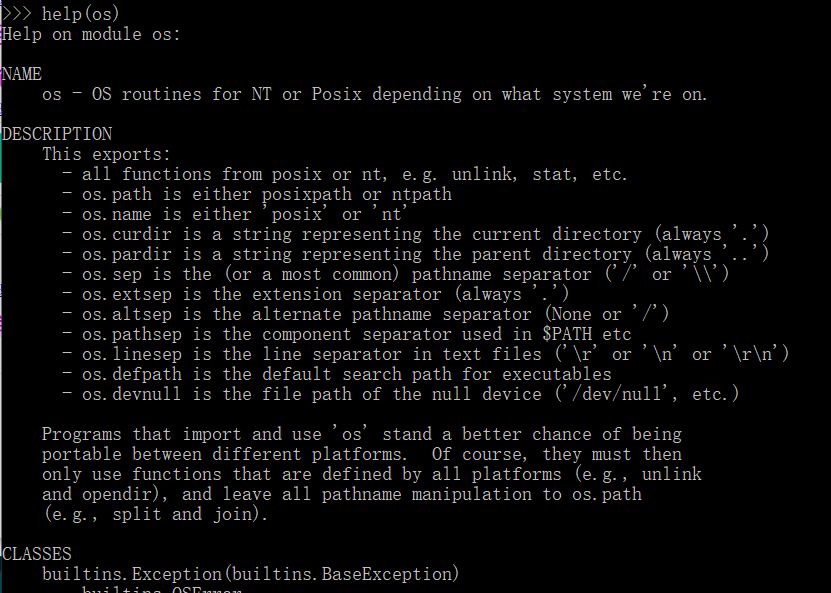 >>> help(os)
Help on module os:

NAME
    os - OS routines for NT or Posix depending on what system we're on.

DESCRIPTION
    This exports:
      - all functions from posix or nt, e.g. unlink, stat, etc.
      - os.path is either posixpath or ntpath
      - os.name is either 'posix' or 'nt'
      - os.curdir is a string representing the current directory (always '.')
      - os.pardir is a string representing the parent directory (always '..')
      - os.sep is the (or a most common) pathname separator ('/' or '\\')
      - os.extsep is the extension separator (always '.')
      - os.altsep is the alternate pathname separator (None or '/')
      - os.pathsep is the component separator used in $PATH etc
      - os.linesep is the line separator in text files ('\r' or '\n' or '\r\n')
      - os.defpath is the default search path for executables
      - os.devnull is the file path of the null device ('/dev/null', etc.)

    Programs that import and use 'os' stand a better chance of being
    portable between different platforms.  Of course, they must then
    only use functions that are defined by all platforms (e.g., unlink
    and opendir), and leave all pathname manipulation to os.path
    (e.g., split and join).

CLASSES
    builtins.Exception(builtins.BaseException)
        builtins.OSError